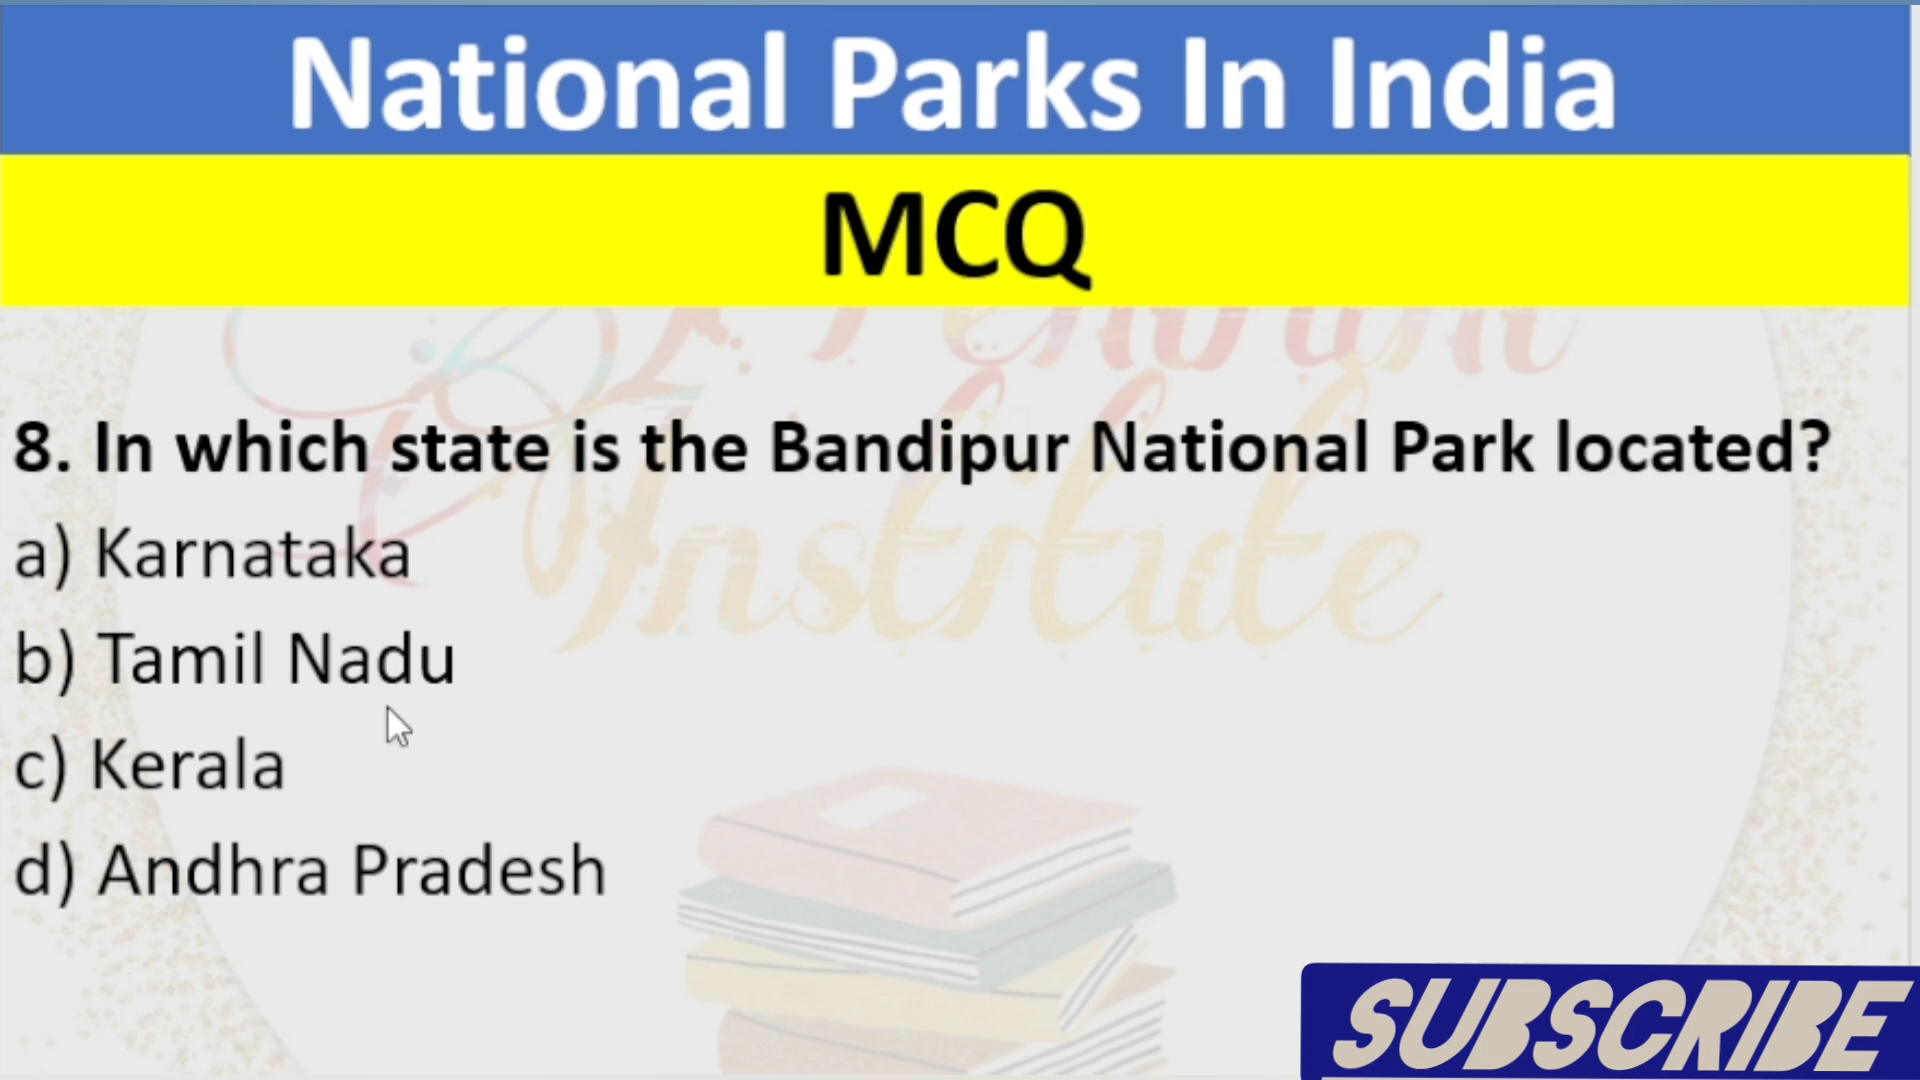 National Parks In India
MCQ
Institute
8. In which state is the Bandipur National Park located?
a) Karnataka
b) Tamil Nadu
c) Kerala
d) Andhra Pradesh
SUBSCRIBE